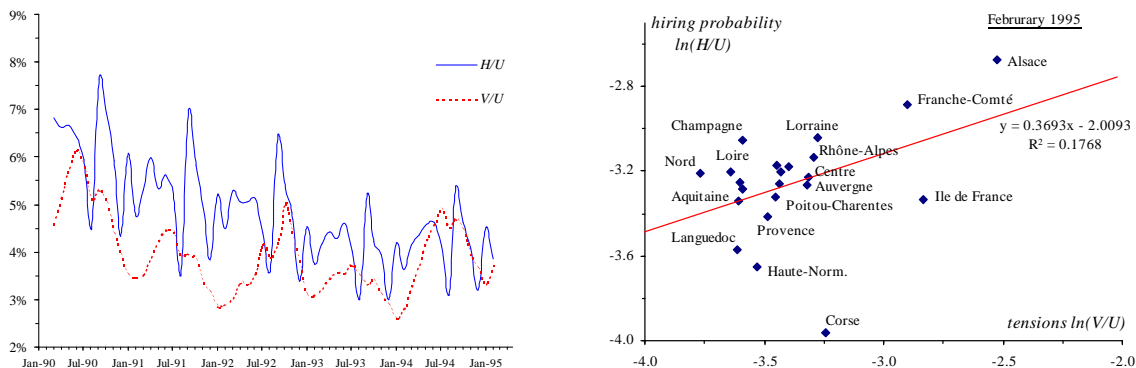 9%
8%
7%
6%
5%
4%
3%
2%
H/U
V/U
Jan-90 Jul-90 Jan-91 Jul-91 Jan-92 Jul-92 Jan-93 Jul-93 Jan-94 Jul-94 Jan-95
hiring probability
ln(H/U)
Februrary 1995
-2.8
-3.2
-3.6
-4.0
Alsace
Franche-Comté
y = 0.3693x - 2.0093
R² = 0.1768
Champagne
Lorraine
Nord
Loire
Rhône-Alpes
Centre
Aquitaine
Auvergne
Ile de France
Poitou-Charentes
Provence
Languedoc
Haute-Norm.
Corse
tensions ln(V/U)
-4.0 -3.5 -3.0 -2.5 -2.0